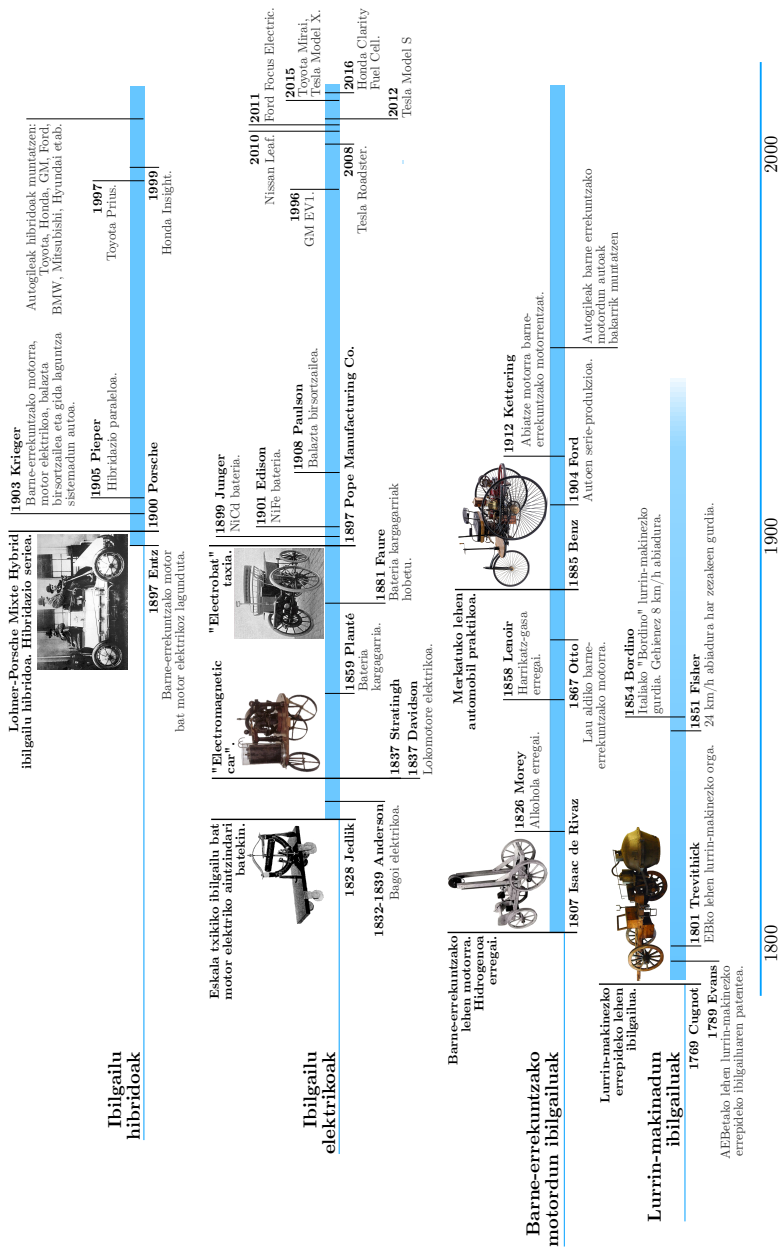 Ibilgailu
hibridoak
Lohner-Porsche Mixte Hybrid
ibilgailu hibridoa. Hibridazio seriea.
1897 Entz
Barne-errekuntzako motor
bat motor elektrikoz lagunduta.
1900 Porsche
1903 Krieger
Barne-errekuntzako motorra,
motor elektrikoa, balazta
birsortzailea eta gida laguntza
sistemadun autoa.
1905 Pieper
Hibridazio paraleloa.
Autogileak hibridoak muntatzen:
Toyota, Honda, GM, Ford,
BMW, Mitsubishi, Hyundai etab.
1997
Toyota Prius.
1999
Honda Insight.
Ibilgailu
elektrikoak
Eskala txikiko ibilgailu bat
motor elektriko aintzindari
batekin.
1828 Jedlik
1832-1839 Anderson
Bagoi elektrikoa.
"Electromagnetic
car".
1837 Stratingh
1837 Davidson
Lokomotore elektrikoa.
1859 Planté
Bateria
kargagarria.
"Electrobat"
taxia.
1881 Faure
Bateria kargagarriak
hobetu.
1897 Pope Manufacturing Co.
1899 Junger
NiCd bateria.
1901 Edison
NiFe bateria.
1908 Paulson
Balazta birsortzailea.
1996
GM EV1.
2008
Tesla Roadster.
2010
Nissan Leaf.
2011
Ford Focus Electric.
2012
Tesla Model S
2015
Toyota Mirai,
Tesla Model X.
2016
Honda Clarity
Fuel Cell.
Barne-errekuntzako
motordun ibilgailuak
Barne-errekuntzako
lehen motorra.
Hidrogenoa
erregai.
1807 Isaac de Rivaz
1826 Morey
Alkohola erregai.
1858 Lenoir
Harrikatz-gasa
erregai.
1867 Otto
Lau aldiko barne-
errekuntzako motorra.
Merkatuko lehen
automobil praktikoa.
1885 Benz
1904 Ford
Autoen serie-produkzioa.
1912 Kettering
Abiatze motorra barne-
errekuntzako motorrentzat.
Autogileak barne errekuntzako
motordun autoak
bakarrik muntatzen
Lurrin-makinadun
ibilgailuak
Lurrin-makinezko
errepideko lehen
ibilgailua.
1769 Cugnot
1789 Evans
AEBetako lehen lurrin-makinezko
errepideko ibilgailuaren patentea.
1801 Trevithick
EBko lehen lurrin-makinezko orga.
1851 Fisher
24 km/h abiadura har zezakeen gurdia.
1854 Bordino
Italiako "Bordino" lurrin-makinezko
gurdia. Gehienez 8 km/h abiadura.
1800
1900
2000